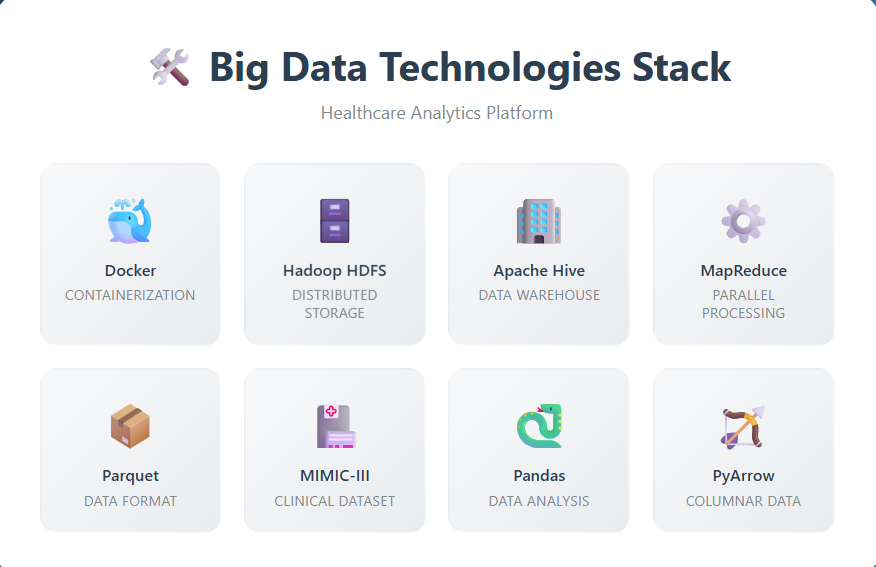 Big Data Technologies Stack
Healthcare Analytics Platform
Docker
CONTAINERIZATION
Hadoop HDFS
DISTRIBUTED
STORAGE
Apache Hive
DATA WAREHOUSE
MapReduce
PARALLEL
PROCESSING
Parquet
DATA FORMAT
MIMIC-III
CLINICAL DATASET
Pandas
DATA ANALYSIS
PyArrow
COLUMNAR DATA